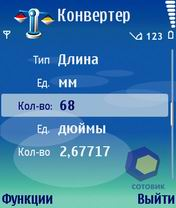 Конвертер
123
Тип Длина
Ед. мм
Кол-во: 68
Ед. дюймы
Кол-во 2,67717
СОТОВИК
Функции Выйти